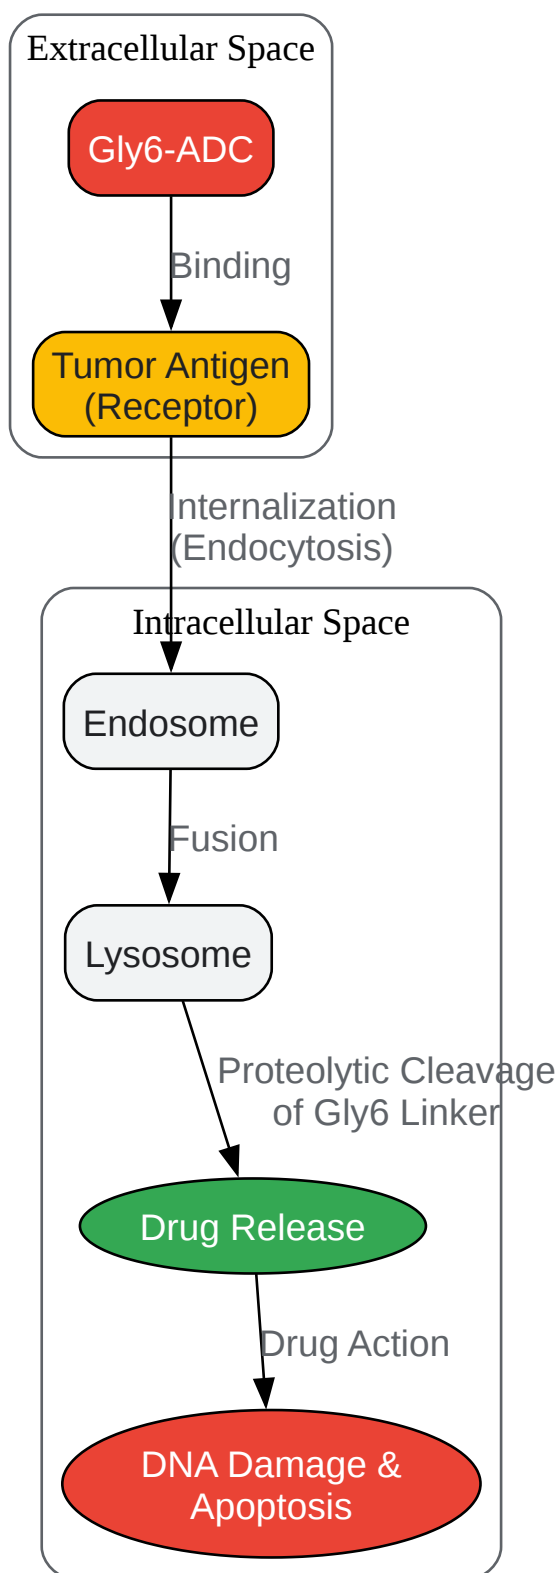 Extracellular Space
Gly6-ADC
Binding
Tumor Antigen
(Receptor)
Internalization
(Endocytosis)
Intracellular Space
Endosome
Fusion
Lysosome
Proteolytic Cleavage
of Gly6 Linker
Drug Release
Drug Action
DNA Damage &
Apoptosis